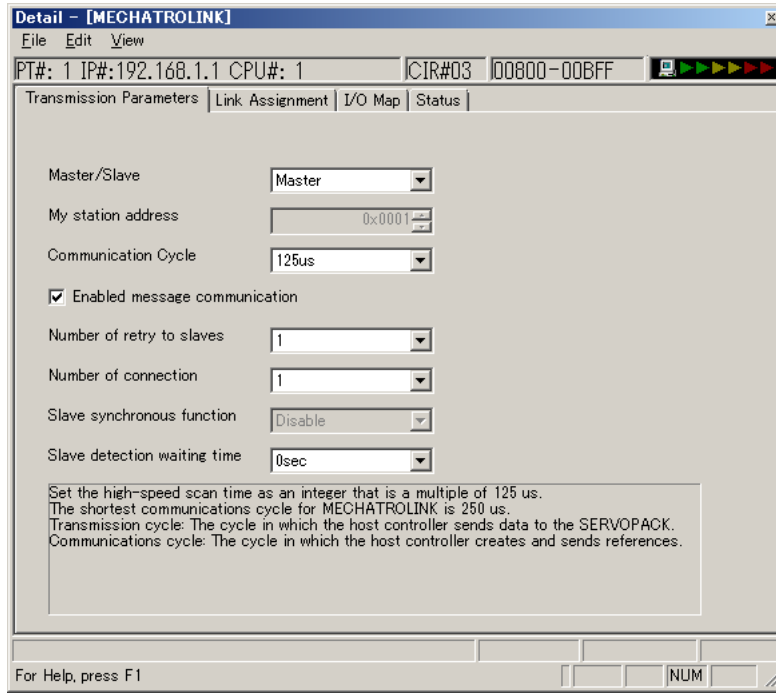 Detail - [MECHATROLINK]
File Edit View
PT#: 1 IP#:192.168.1.1 CPU#: 1 CIR#03 00800-00BFF
Transmission Parameters Link Assignment I/O Map Status
Master/Slave Master
My station address 0x0001
Communication Cycle 125us
Enabled message communication
Number of retry to slaves 1
Number of connection 1
Slave synchronous function Disable
Slave detection waiting time 0sec
Set the high-speed scan time as an integer that is a multiple of 125 us.
The shortest communications cycle for MECHATROLINK is 250 us.
Transmission cycle: The cycle in which the host controller sends data to the SERVOPACK.
Communications cycle: The cycle in which the host controller creates and sends references.
For Help, press F1 NUM